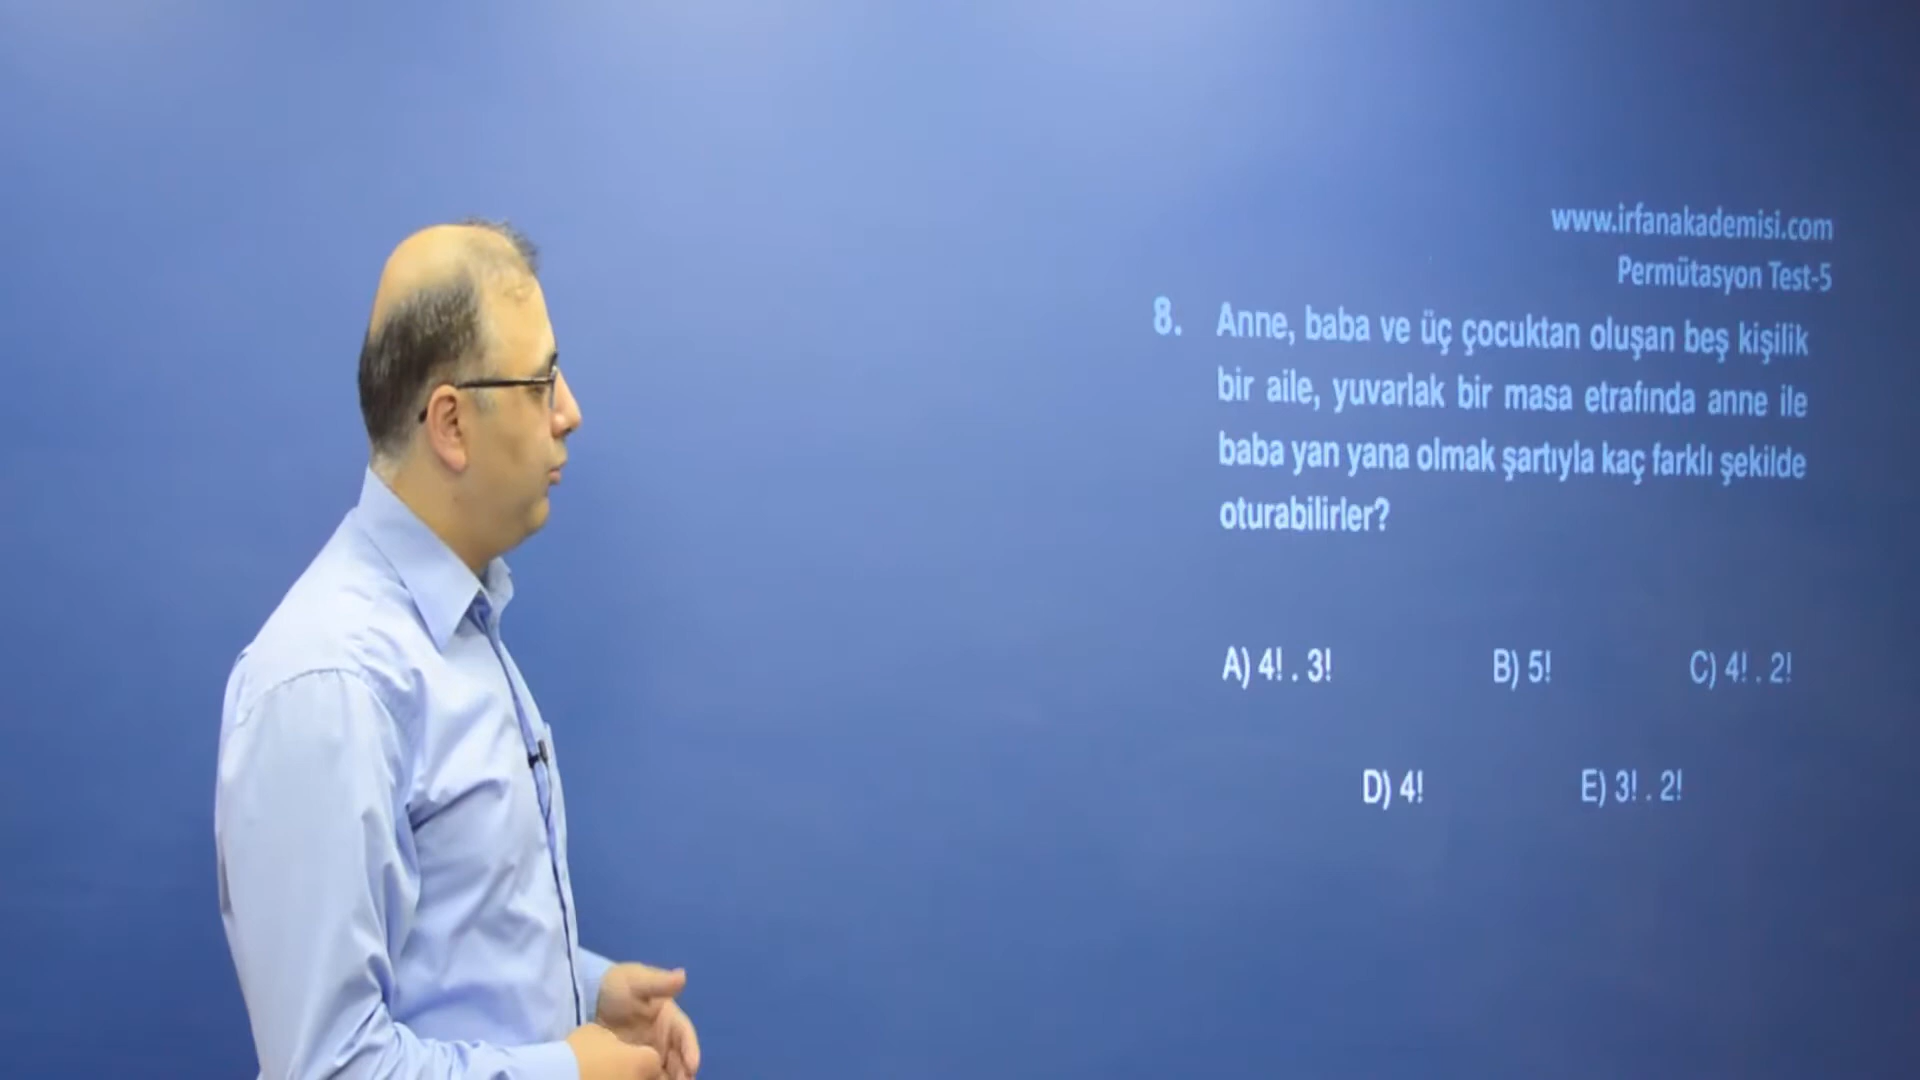 www.irfanakademisi.com
Permütasyon Test-5
8. Anne, baba ve üç çocuktan oluşan beş kişilik
bir aile, yuvarlak bir masa etrafında anne ile
baba yan yana olmak şartıyla kaç farklı şekilde
oturabilirler?
A) 4! . 3! B) 5! C) 4! . 2!
D) 4! E) 3! . 2!